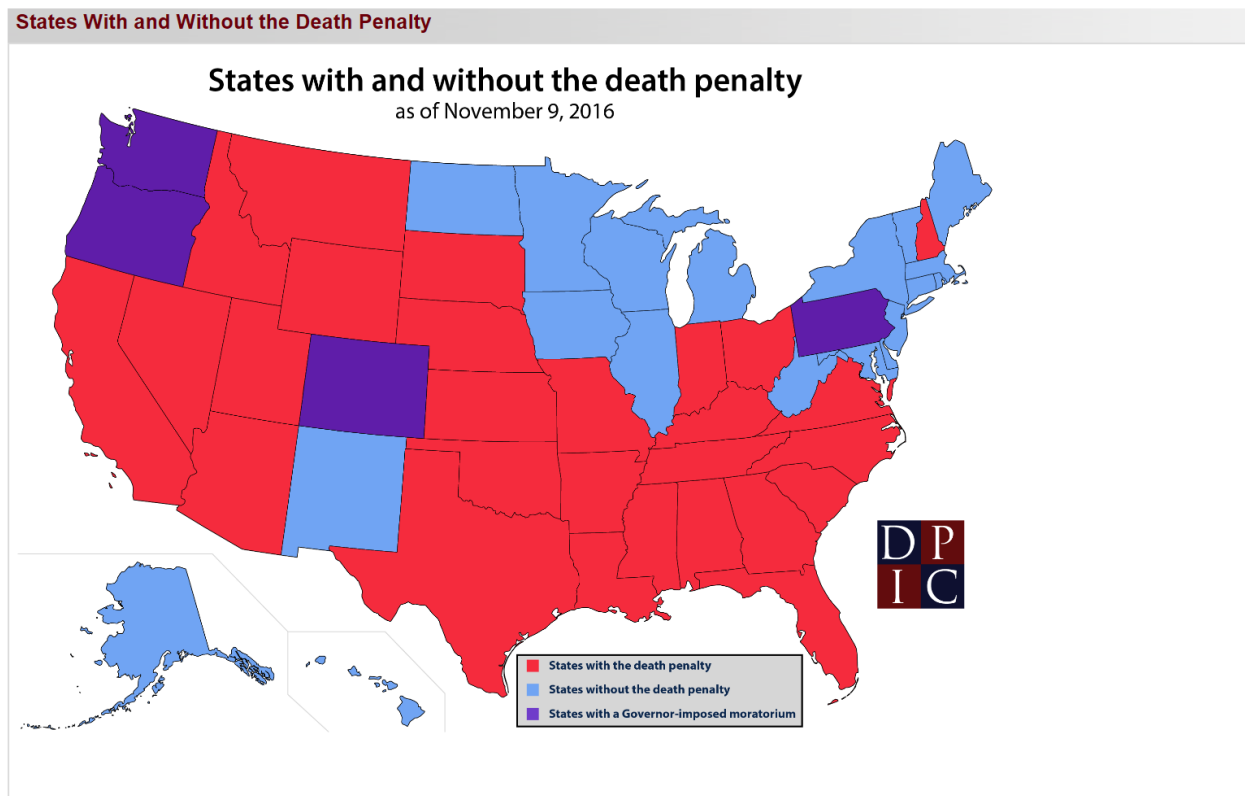 States With and Without the Death Penalty
States with and without the death penalty
as of November 9, 2016
D P
I C
States with the death penalty
States without the death penalty
States with a Governor-imposed moratorium